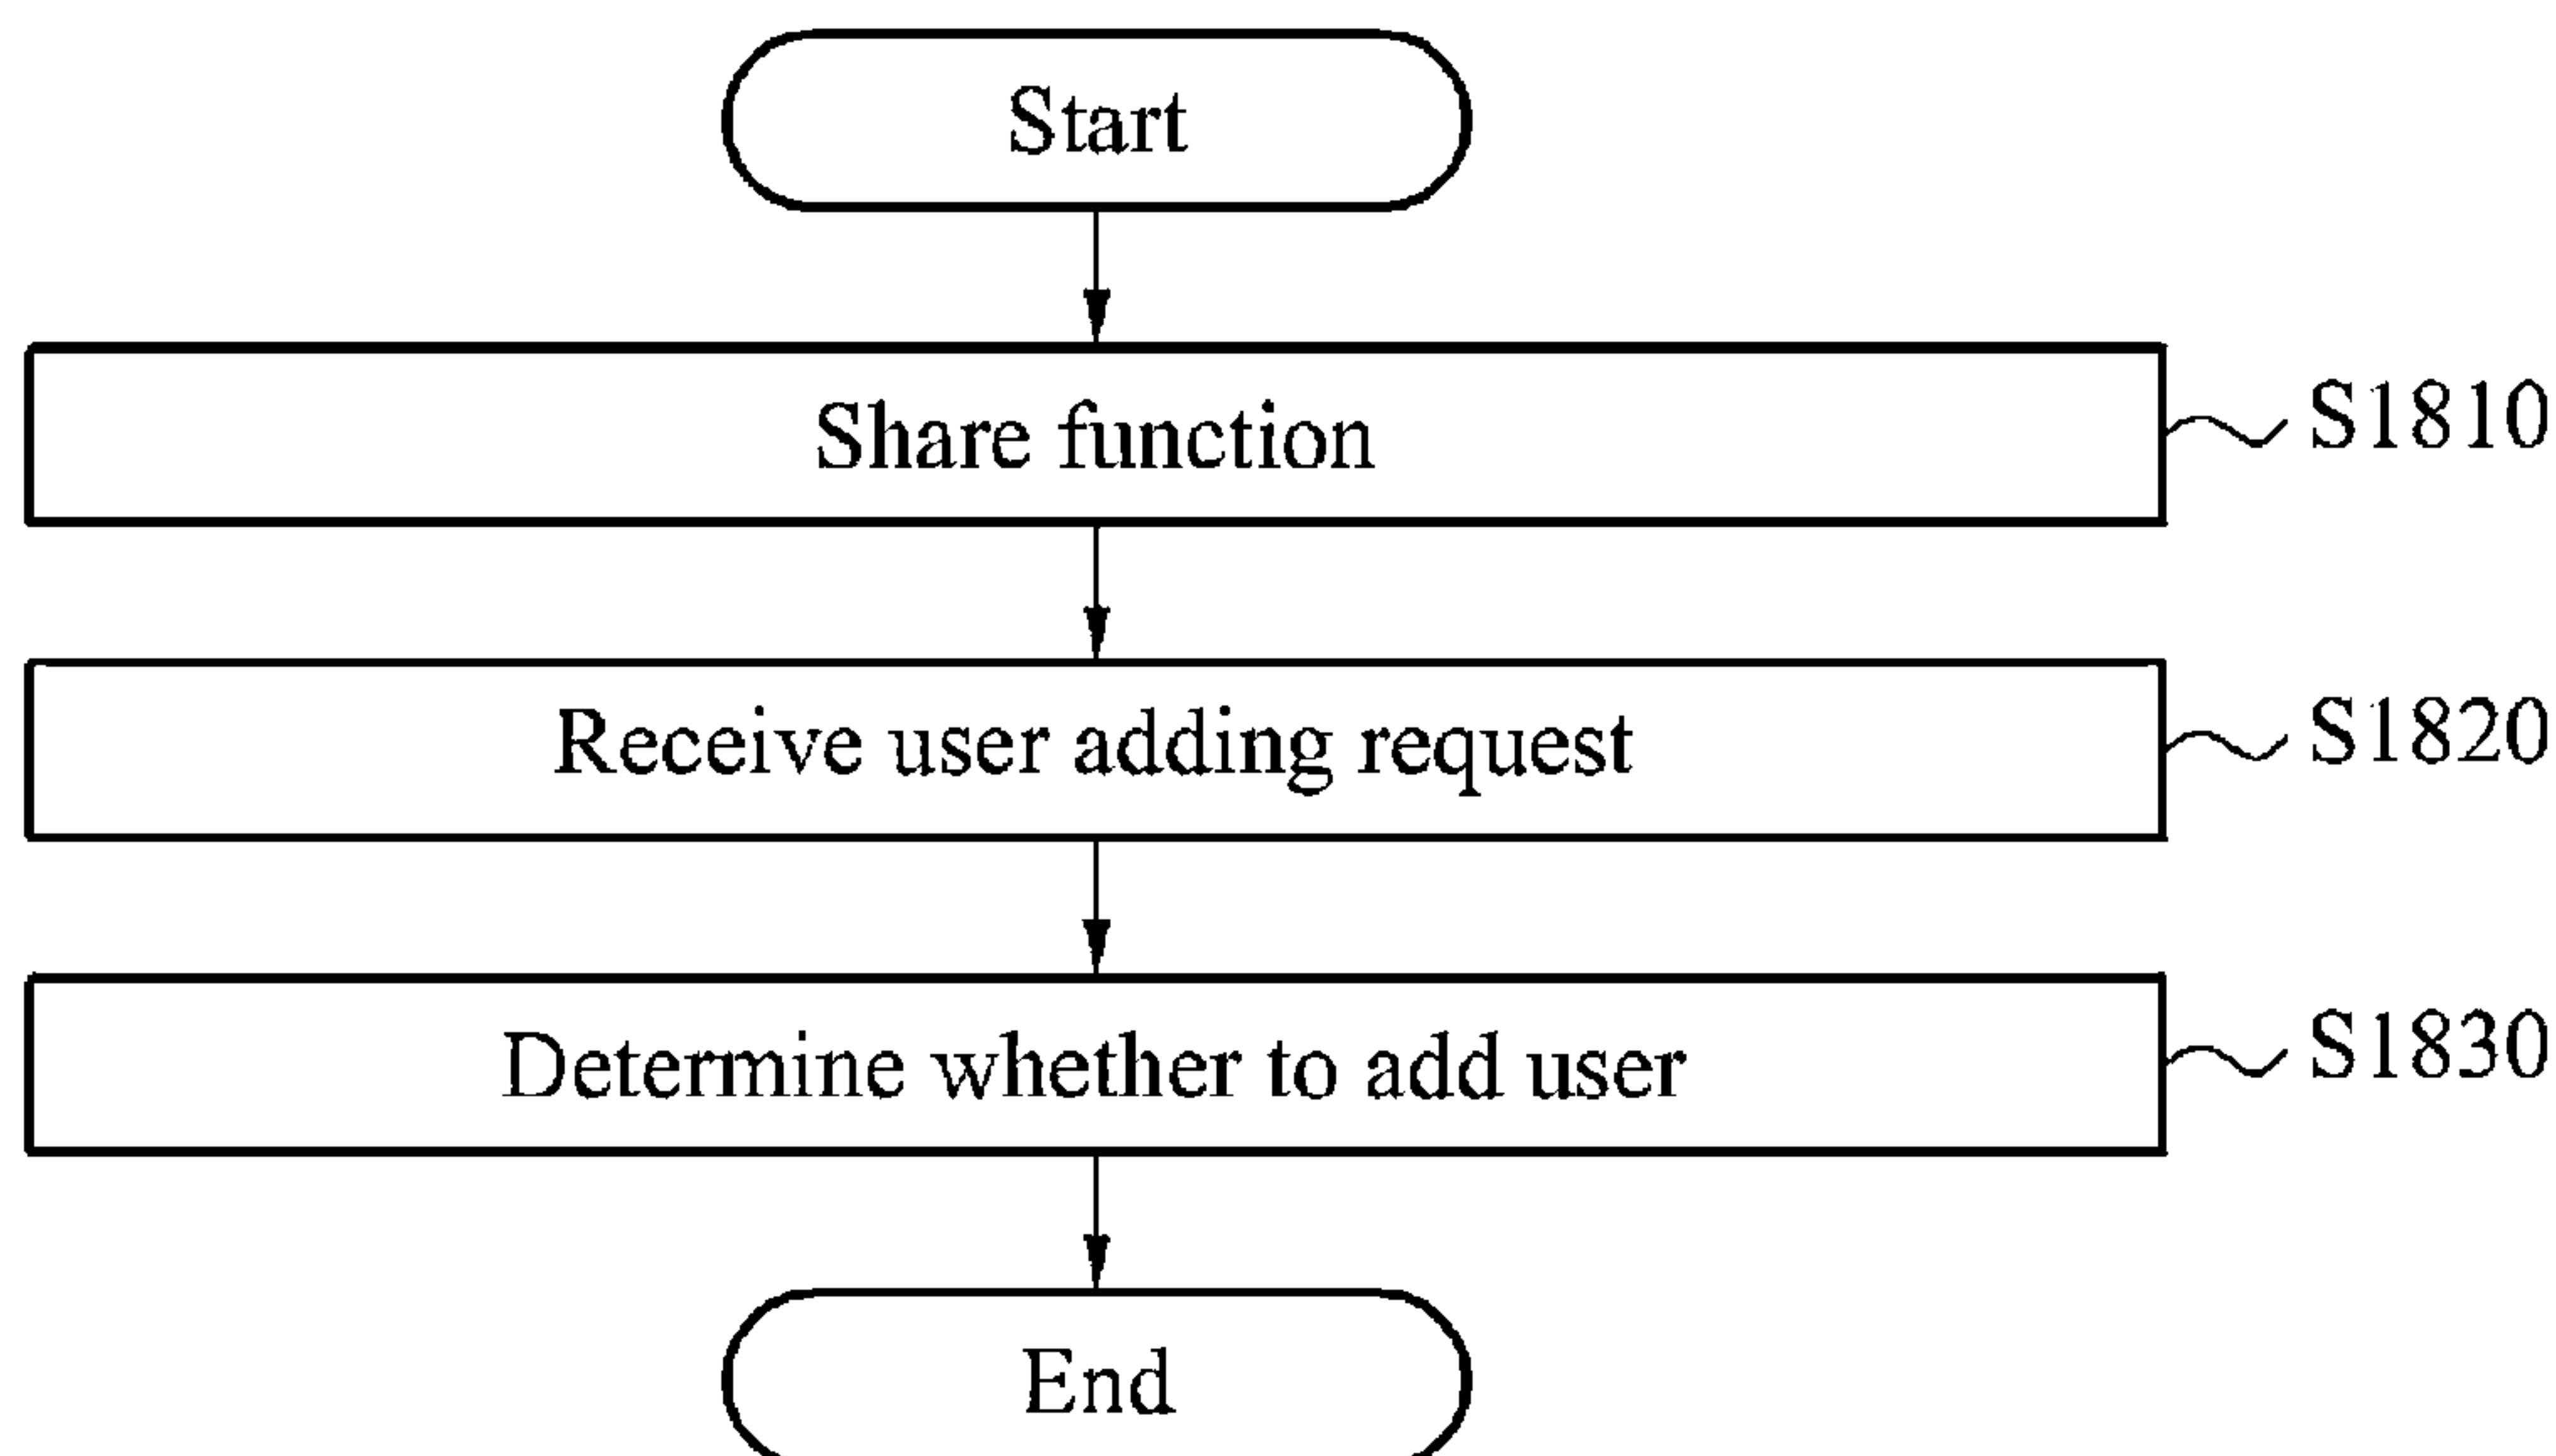 Start
Share function
S1810
Receive user adding request
S1820
Determine whether to add user
S1830
End